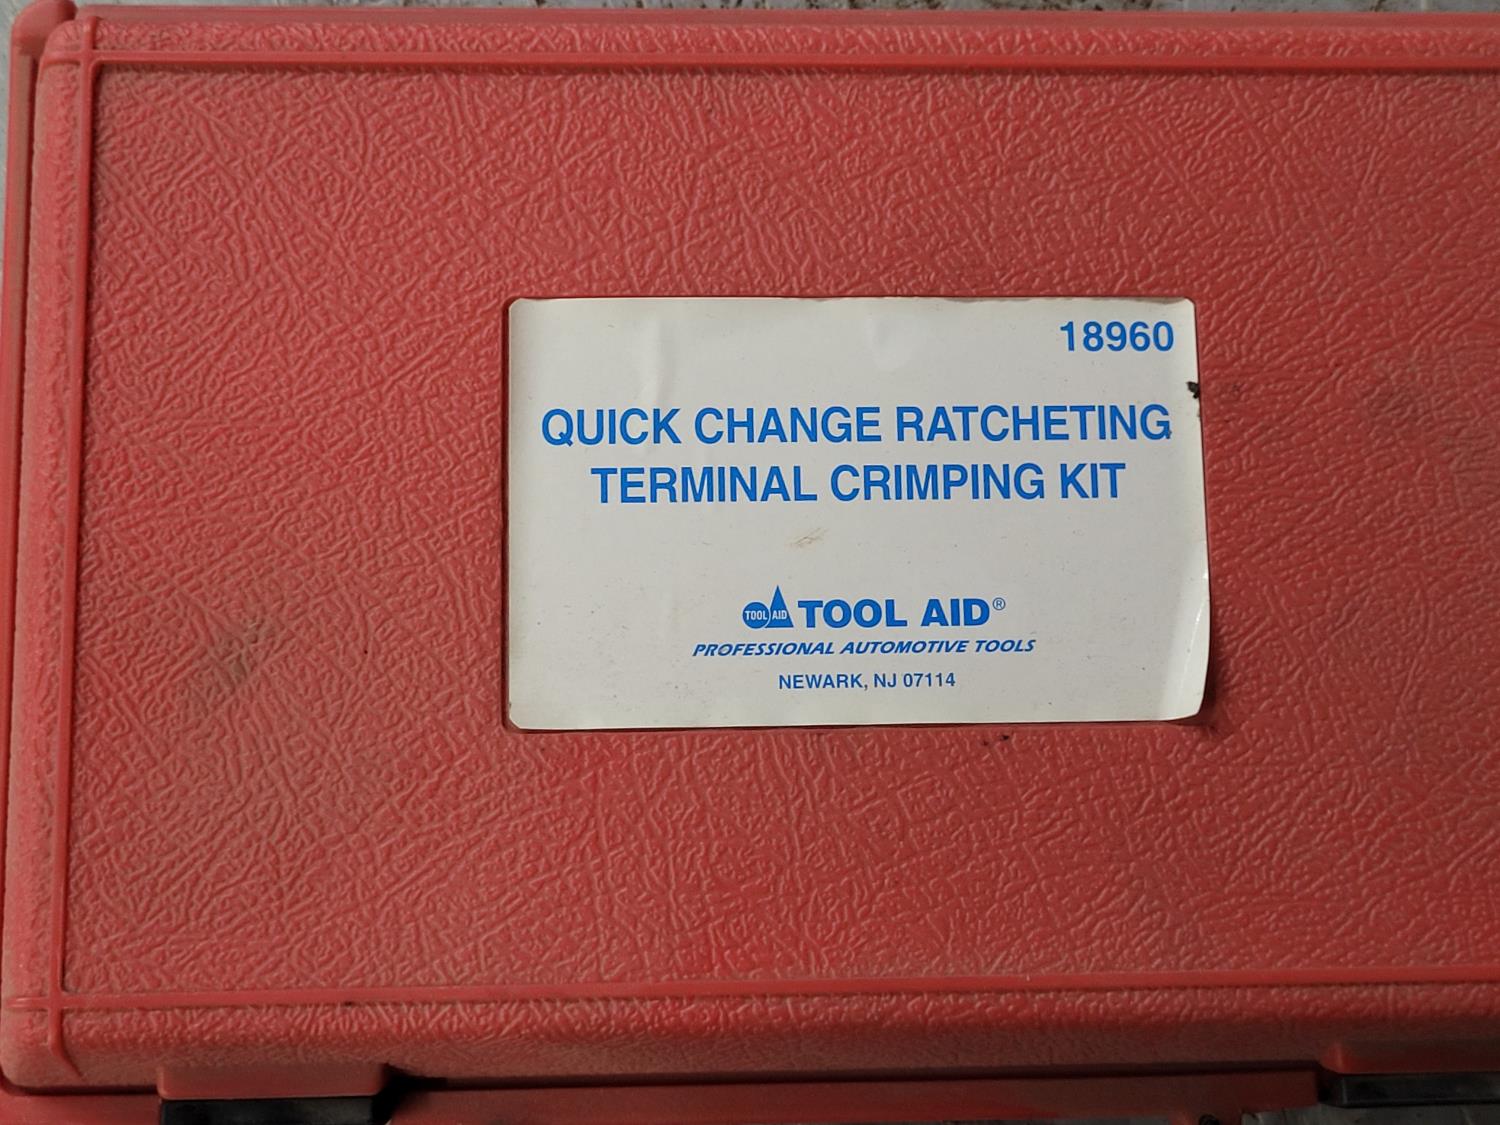 18960
QUICK CHANGE RATCHETING
TERMINAL CRIMPING KIT
TOOL AID TOOL AID®
PROFESSIONAL AUTOMOTIVE TOOLS
NEWARK, NJ 07114